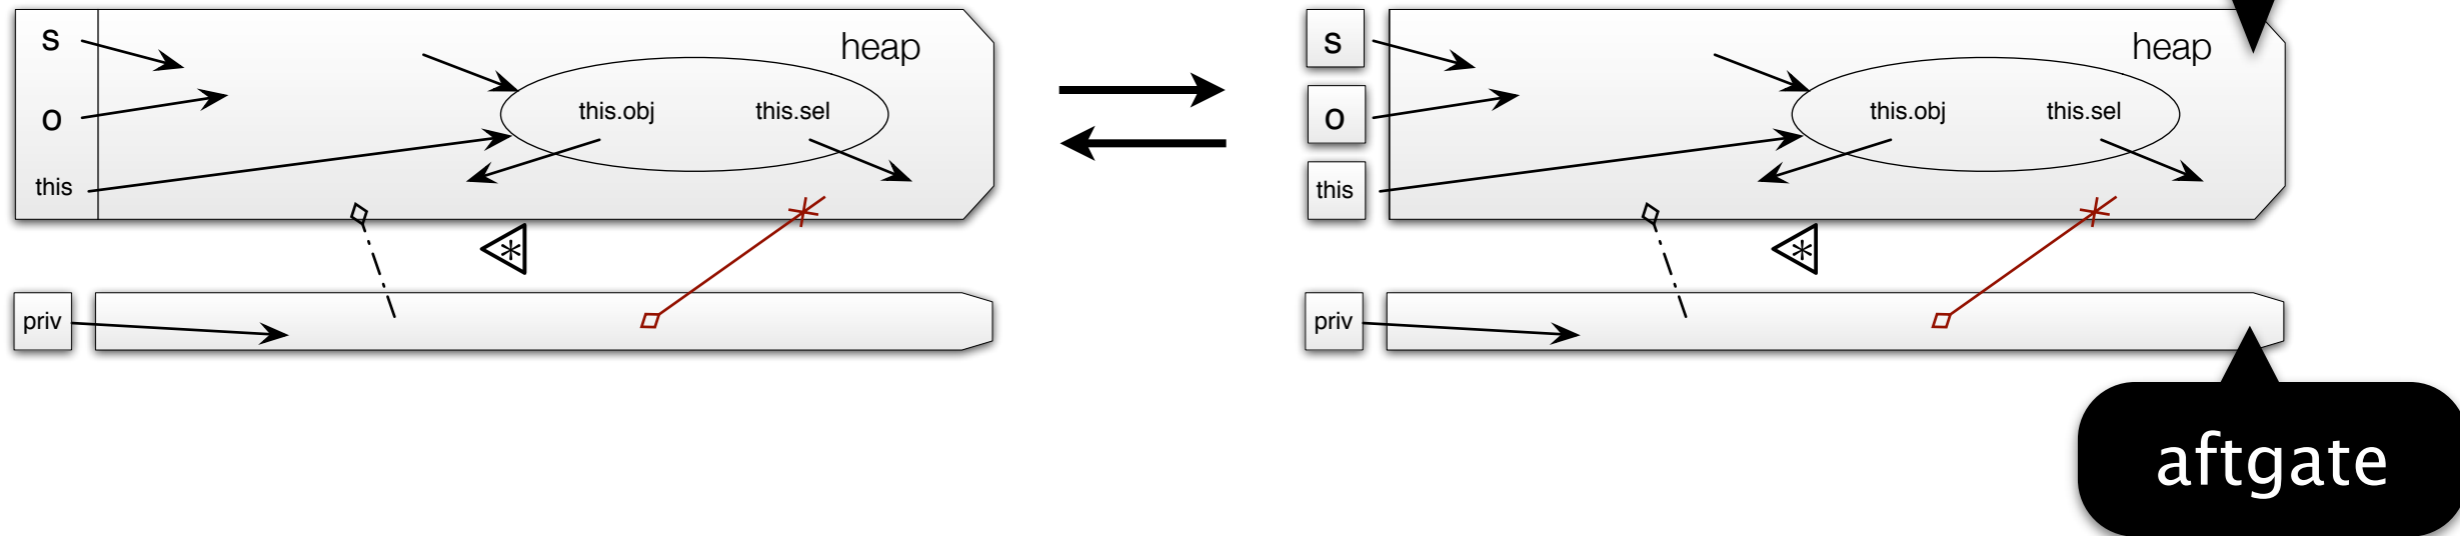 s
heap
this.obj
this.sel
o
this
*
priv
s
heap
this.obj
this.sel
o
this
*
priv
aftgate